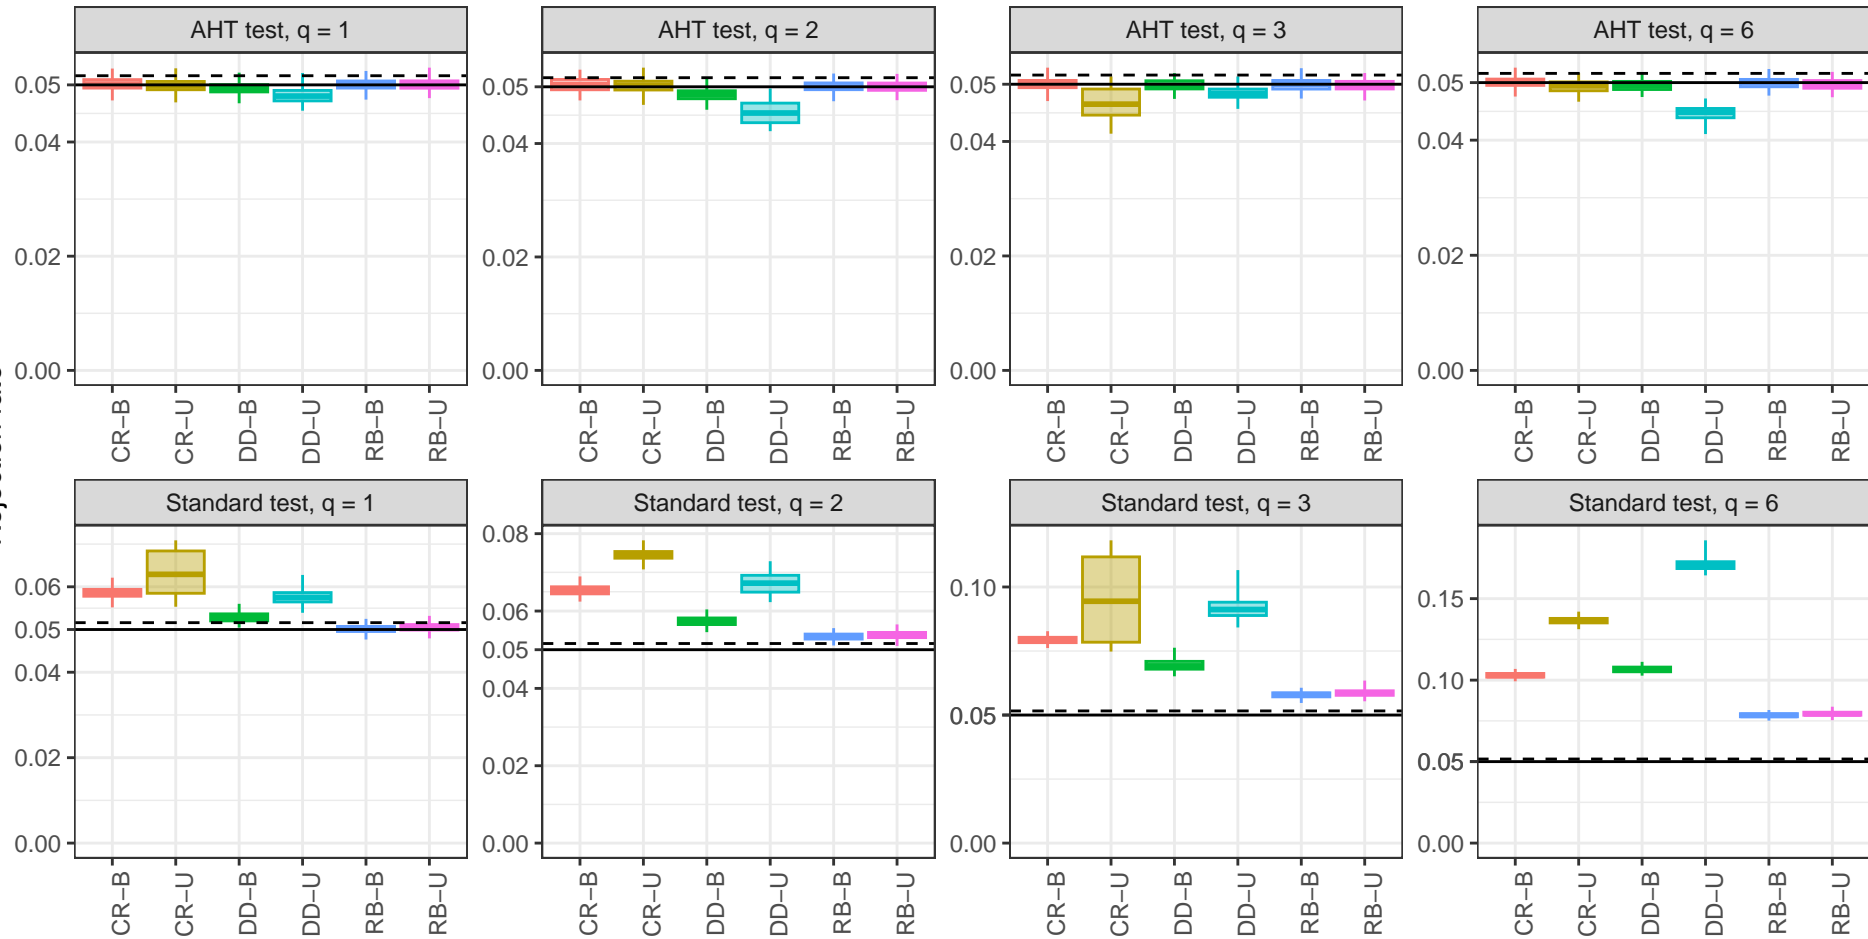 AHT test, q = 1
AHT test, q = 2
AHT test, q = 3
AHT test, q = 6
0.05
0.04
0.02
0.00
0.05
0.04
0.02
0.00
0.05
0.04
0.02
0.00
0.05
0.04
0.02
0.00
CR−B
CR−U
DD−B
DD−U
RB−B
RB−U
CR−B
CR−U
DD−B
DD−U
RB−B
RB−U
CR−B
CR−U
DD−B
DD−U
RB−B
RB−U
CR−B
CR−U
DD−B
DD−U
RB−B
RB−U
Standard test, q = 1
Standard test, q = 2
Standard test, q = 3
Standard test, q = 6
0.06
0.05
0.04
0.02
0.00
0.08
0.06
0.05
0.04
0.02
0.00
0.10
0.05
0.00
0.15
0.10
0.05
0.00
CR−B
CR−U
DD−B
DD−U
RB−B
RB−U
CR−B
CR−U
DD−B
DD−U
RB−B
RB−U
CR−B
CR−U
DD−B
DD−U
RB−B
RB−U
CR−B
CR−U
DD−B
DD−U
RB−B
RB−U